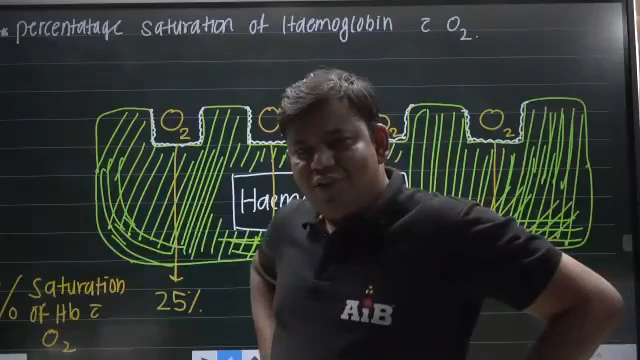 * percentatage saturation of Haemoglobin c̄ O2.
O2 O O2 O2
Haem
% saturation 25%
of Hb c̄
O2
AiB